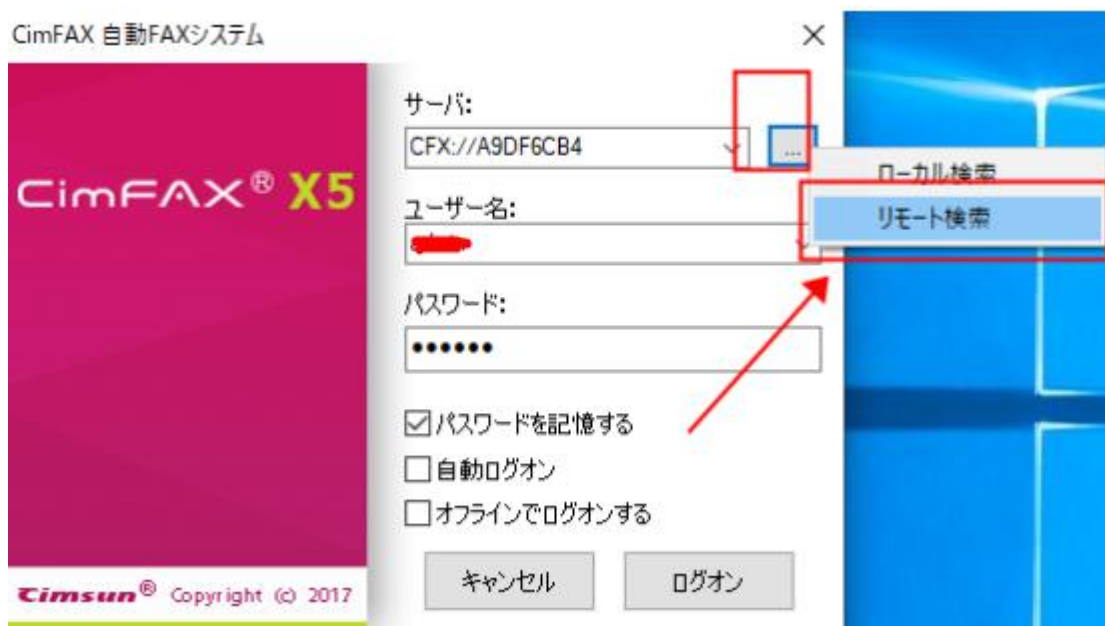 CimFAX 自動FAXシステム
サーバ:
CFX://A9DF6CB4
...
ローカル検索
リモート検索
CimFAX® X5
ユーザー名:
パスワード:
●●●●●●
パスワードを記憶する
自動ログオン
オフラインでログオンする
キャンセル
ログオン
Cimsun® Copyright (c) 2017